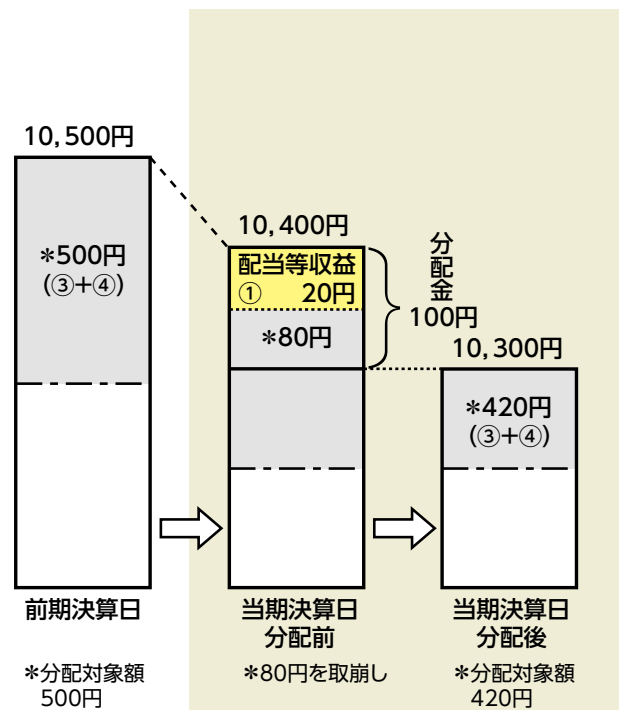 10,500円
*500円
(③+④)
10,400円
配当等収益
① 20円
*80円
分配金
100円
10,300円
*420円
(③+④)
前期決算日
当期決算日
分配前
当期決算日
分配後
*分配対象額
500円
*80円を取崩し
*分配対象額
420円